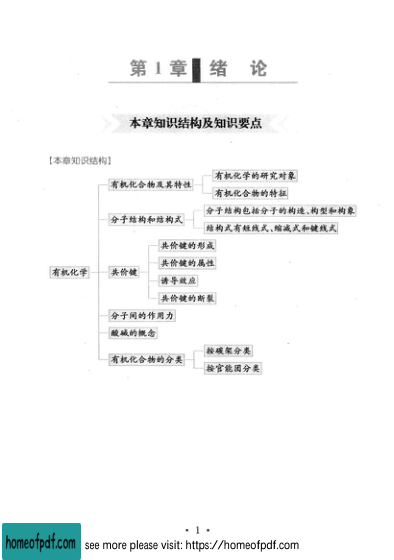 第1章 绪 论
本章知识结构及知识要点
【本章知识结构】
有机化学的研究对象
有机化合物及其特性
有机化合物的特征
分子结构包括分子的构造、构型和构象
分子结构和结构式
结构式有短线式、缩减式和键线式
共价键的形成
共价键的属性
有机化学
共价键
诱导效应
共价键的断裂
分子间的作用力
酸碱的概念
按碳架分类
有机化合物的分类
按官能团分类
• 1 •
homeofpdf.com
see more please visit: https://homeofpdf.com